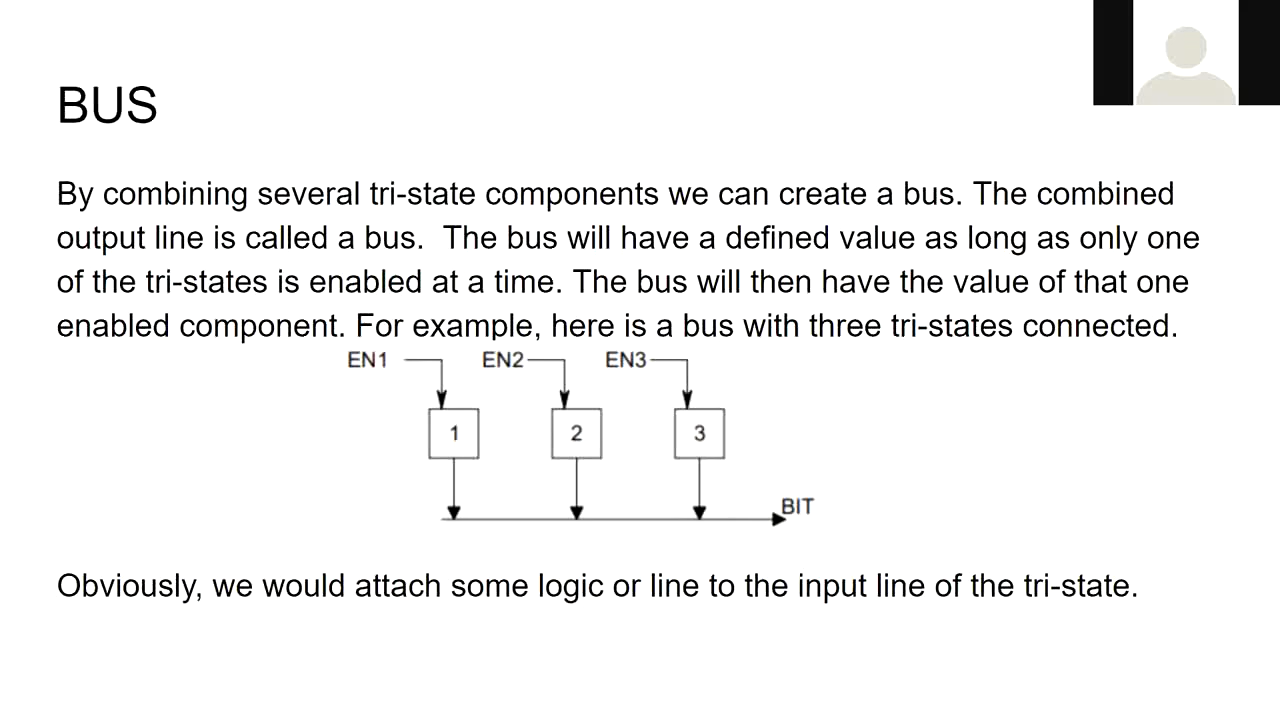 BUS
By combining several tri-state components we can create a bus. The combined
output line is called a bus.  The bus will have a defined value as long as only one
of the tri-states is enabled at a time. The bus will then have the value of that one
enabled component. For example, here is a bus with three tri-states connected.
EN1 EN2 EN3
1 2 3
BIT
Obviously, we would attach some logic or line to the input line of the tri-state.